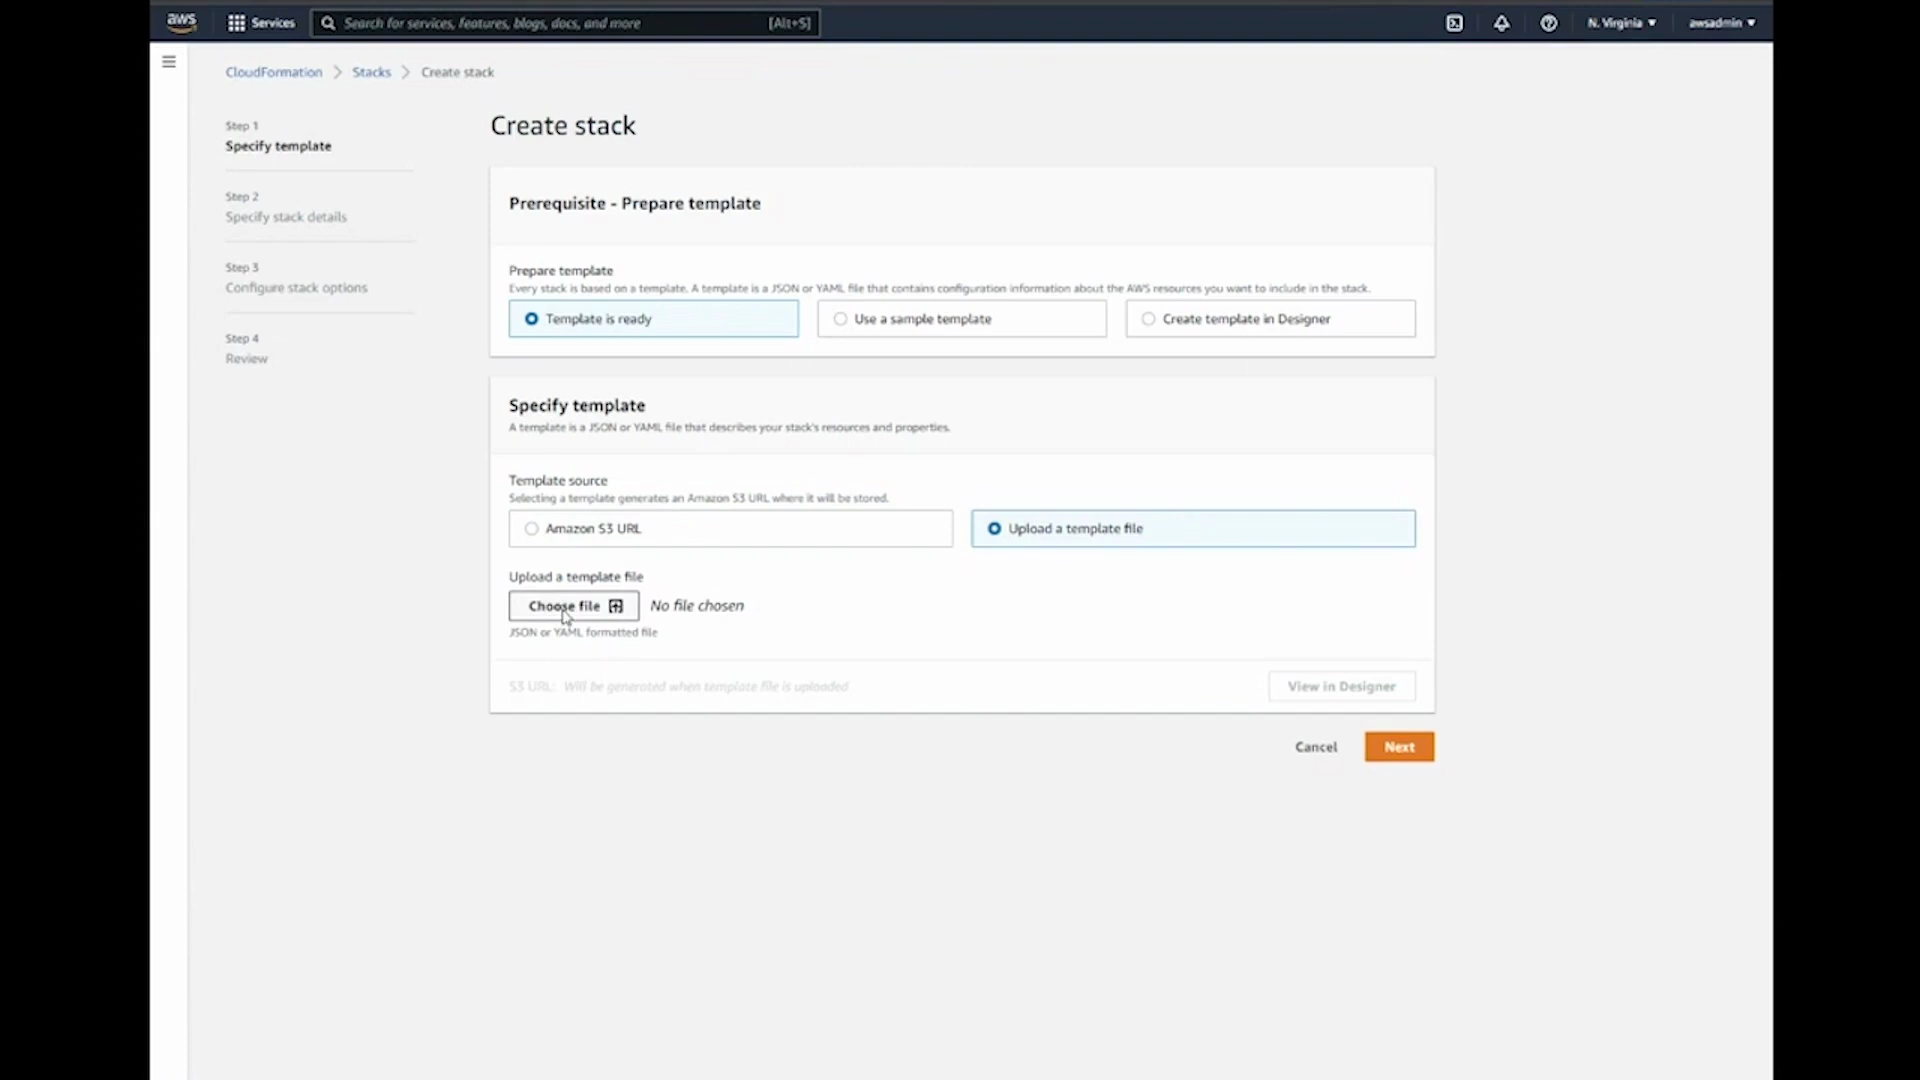 aws
Services
Search for services, features, blogs, docs, and more
[Alt+S]
N. Virginia
awsadmin
CloudFormation > Stacks > Create stack
Step 1
Specify template
Step 2
Specify stack details
Step 3
Configure stack options
Step 4
Review
Create stack
Prerequisite - Prepare template
Prepare template
Every stack is based on a template. A template is a JSON or YAML file that contains configuration information about the AWS resources you want to include in the stack.
Template is ready
Use a sample template
Create template in Designer
Specify template
A template is a JSON or YAML file that describes your stack's resources and properties.
Template source
Selecting a template generates an Amazon S3 URL where it will be stored.
Amazon S3 URL
Upload a template file
Upload a template file
Choose file
No file chosen
JSON or YAML formatted file
S3 URL: Will be generated when template file is uploaded
View in Designer
Cancel
Next